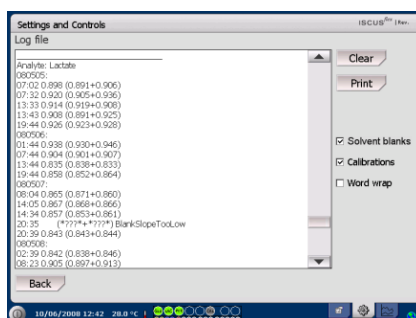 Settings and Controls
ISCUSflex | Rev.
Log file
Analyte: Lactate
080505:
07:02 0.898 (0.891+0.906)
07:32 0.920 (0.905+0.936)
13:33 0.914 (0.919+0.908)
13:43 0.908 (0.891+0.925)
19:44 0.926 (0.923+0.928)
080506:
01:44 0.938 (0.930+0.946)
07:44 0.904 (0.901+0.907)
13:44 0.835 (0.838+0.833)
19:44 0.858 (0.852+0.864)
080507:
08:04 0.865 (0.871+0.860)
14:05 0.867 (0.868+0.866)
14:34 0.857 (0.853+0.861)
20:35 (*???*+*???*) BlankSlopeTooLow
20:39 0.843 (0.843+0.844)
080508:
02:39 0.842 (0.838+0.846)
08:23 0.905 (0.897+0.913)
Clear
Print
Solvent blanks
Calibrations
Word wrap
Back
10/06/2008 12:42 28.0 °C